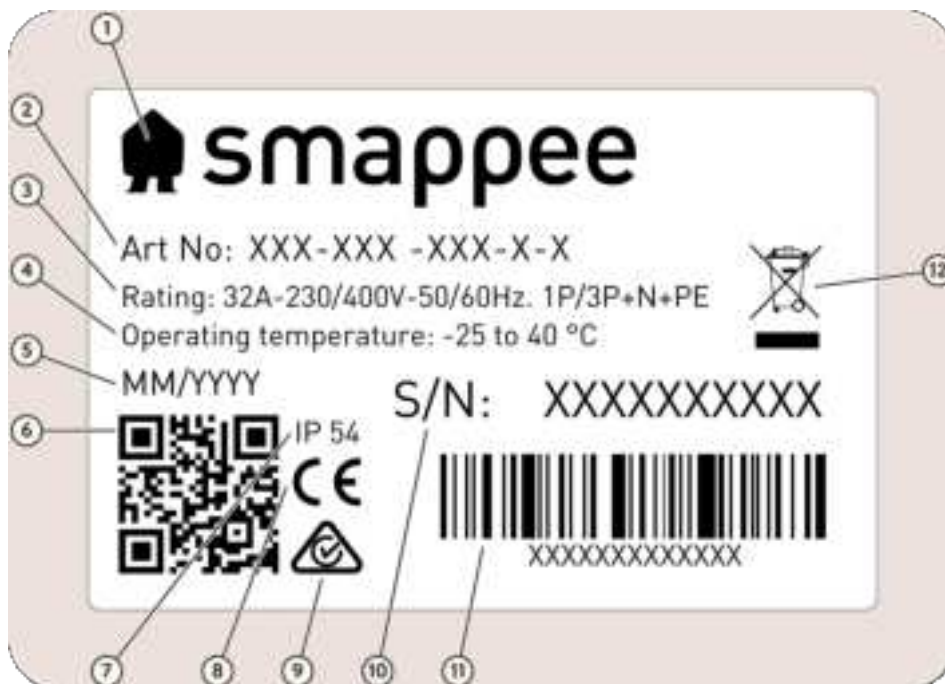 1
2
3
4
5
6
7
8
9
10
11
12
smappee
Art No: XXX-XXX -XXX-X-X
Rating: 32A-230/400V-50/60Hz. 1P/3P+N+PE
Operating temperature: -25 to 40 °C
MM/YYYY
S/N: XXXXXXXXXX
IP 54
CE
XXXXXXXXXXXXX